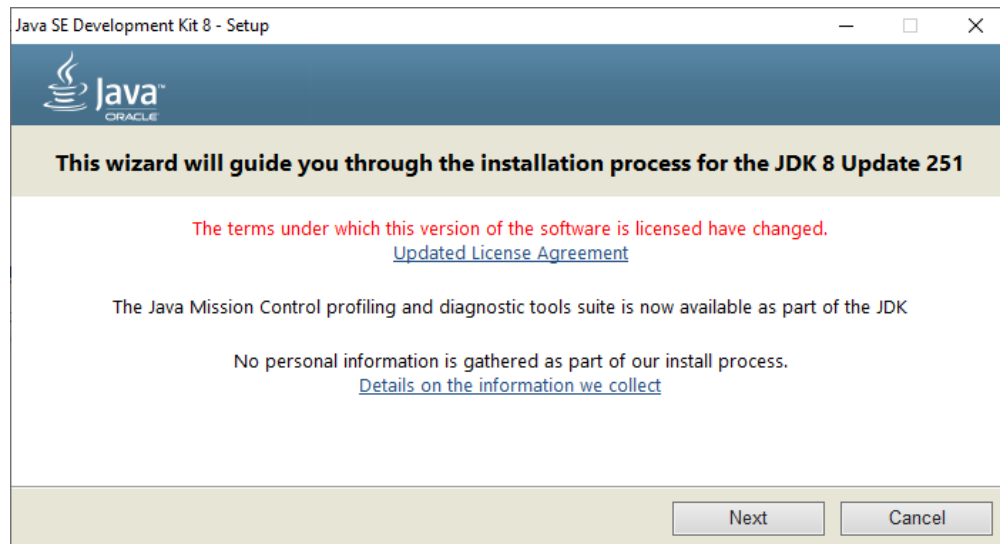 Java SE Development Kit 8 - Setup
Java™
ORACLE
This wizard will guide you through the installation process for the JDK 8 Update 251
The terms under which this version of the software is licensed have changed.
Updated License Agreement
The Java Mission Control profiling and diagnostic tools suite is now available as part of the JDK
No personal information is gathered as part of our install process.
Details on the information we collect
Next Cancel